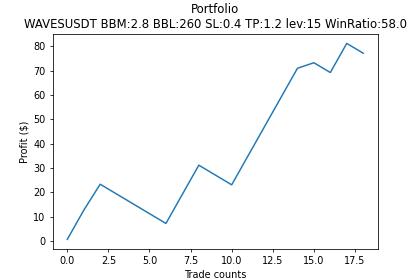 Portfolio
WAVESUSDT BBM:2.8 BBL:260 SL:0.4 TP:1.2 lev:15 WinRatio:58.0
80
70
60
50
40
30
20
10
0
Profit ($)
0.0 2.5 5.0 7.5 10.0 12.5 15.0 17.5
Trade counts